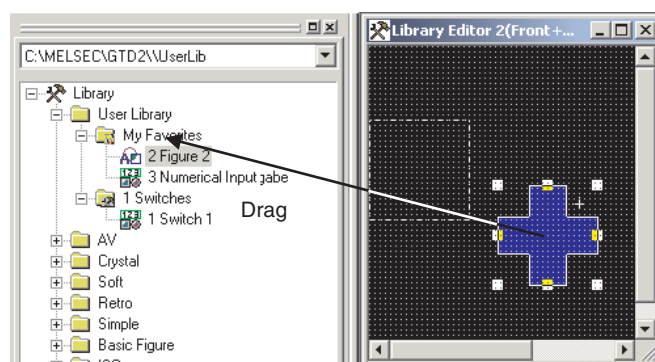 C:\MELSEC\GTD2\\UserLib
Library
User Library
My Favorites
2 Figure 2
3 Numerical Input
1 Switches
1 Switch 1
AV
Crystal
Soft
Retro
Simple
Basic Figure
Drag
Library Editor 2(Front+...